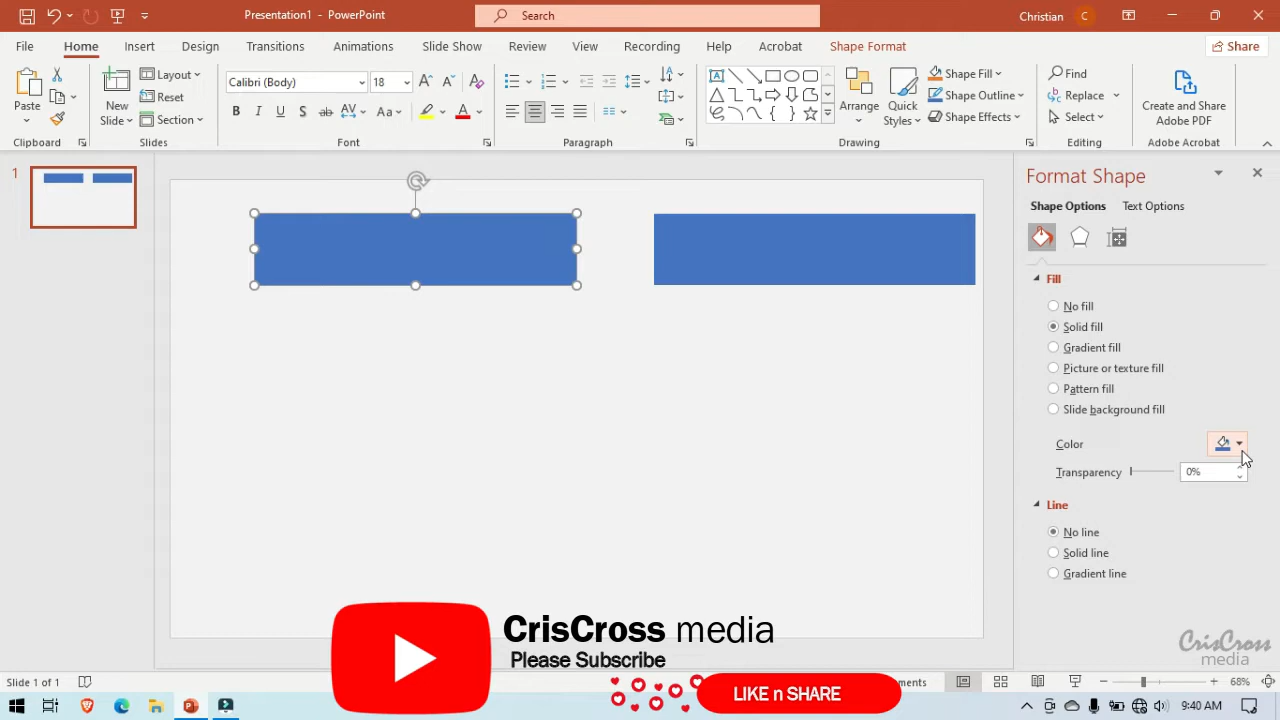 Presentation1 - PowerPoint
Search
Christian
C
File
Home
Insert
Design
Transitions
Animations
Slide Show
Review
View
Recording
Help
Acrobat
Shape Format
Share
Paste
New
Slide
Layout
Reset
Section
Calibri (Body)
18
B
I
U
S
ab
AV
Aa
A
Arrange
Quick
Styles
Shape Fill
Shape Outline
Shape Effects
Find
Replace
Select
Create and Share
Adobe PDF
Clipboard
Slides
Font
Paragraph
Drawing
Editing
Adobe Acrobat
1
Format Shape
Shape Options
Text Options
Fill
No fill
Solid fill
Gradient fill
Picture or texture fill
Pattern fill
Slide background fill
Color
Transparency
0%
Line
No line
Solid line
Gradient line
CrisCross media
Please Subscribe
LIKE n SHARE
CrisCross
media
Slide 1 of 1
68%
9:40 AM